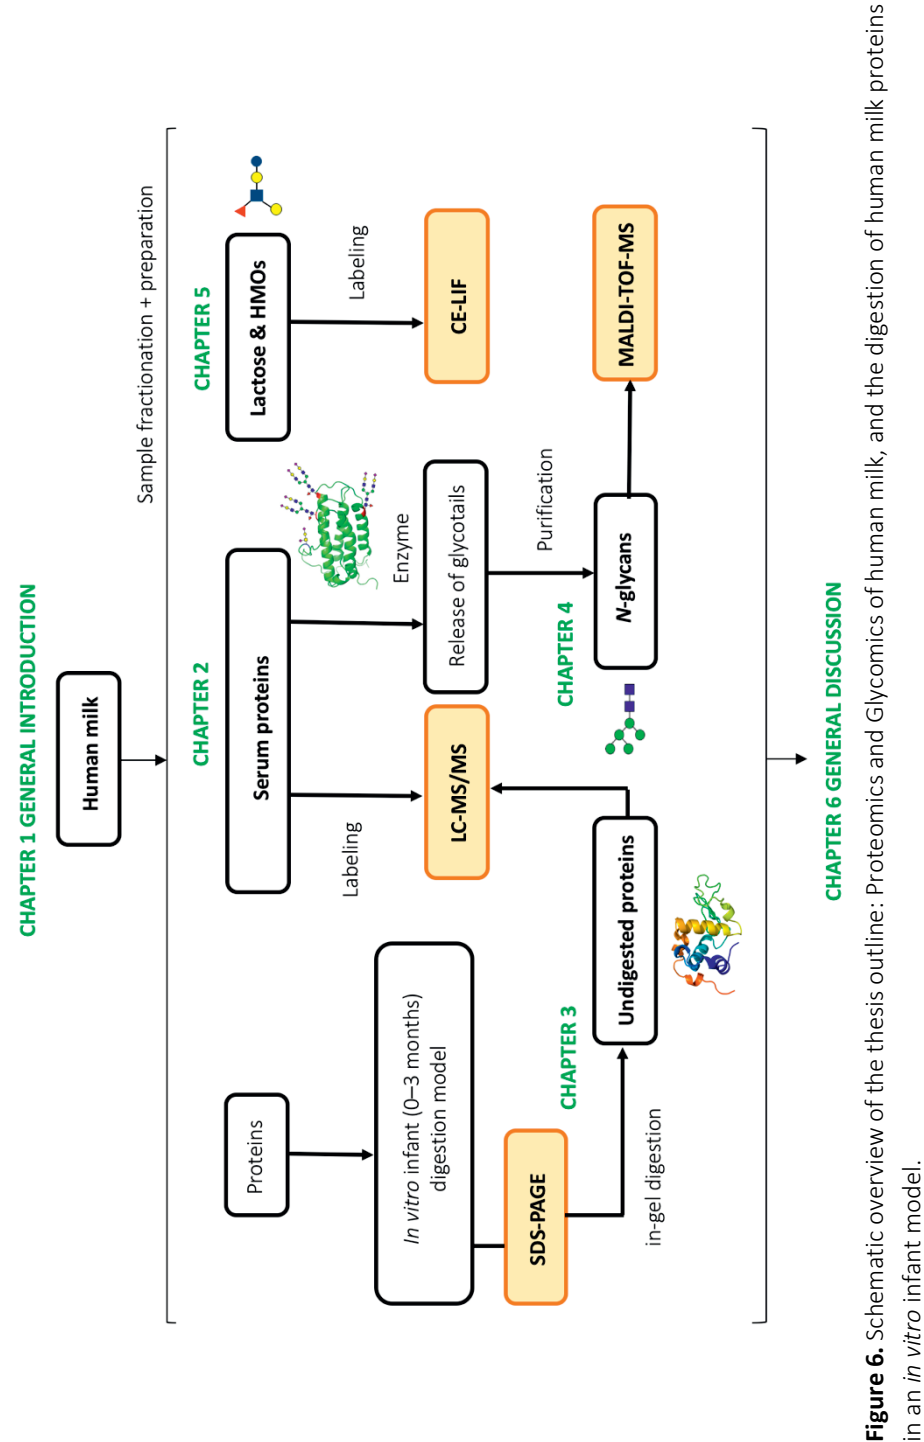 CHAPTER 1 GENERAL INTRODUCTION
Human milk
Sample fractionation + preparation
CHAPTER 2
CHAPTER 5
Proteins
Serum proteins
Lactose & HMOs
Labeling
Enzyme
Labeling
In vitro infant (0–3 months)
digestion model
LC-MS/MS
Release of glycotails
CE-LIF
SDS-PAGE
CHAPTER 3
CHAPTER 4
Purification
in-gel digestion
Undigested proteins
N-glycans
MALDI-TOF-MS
CHAPTER 6 GENERAL DISCUSSION
Figure 6. Schematic overview of the thesis outline: Proteomics and Glycomics of human milk, and the digestion of human milk proteins
in an in vitro infant model.